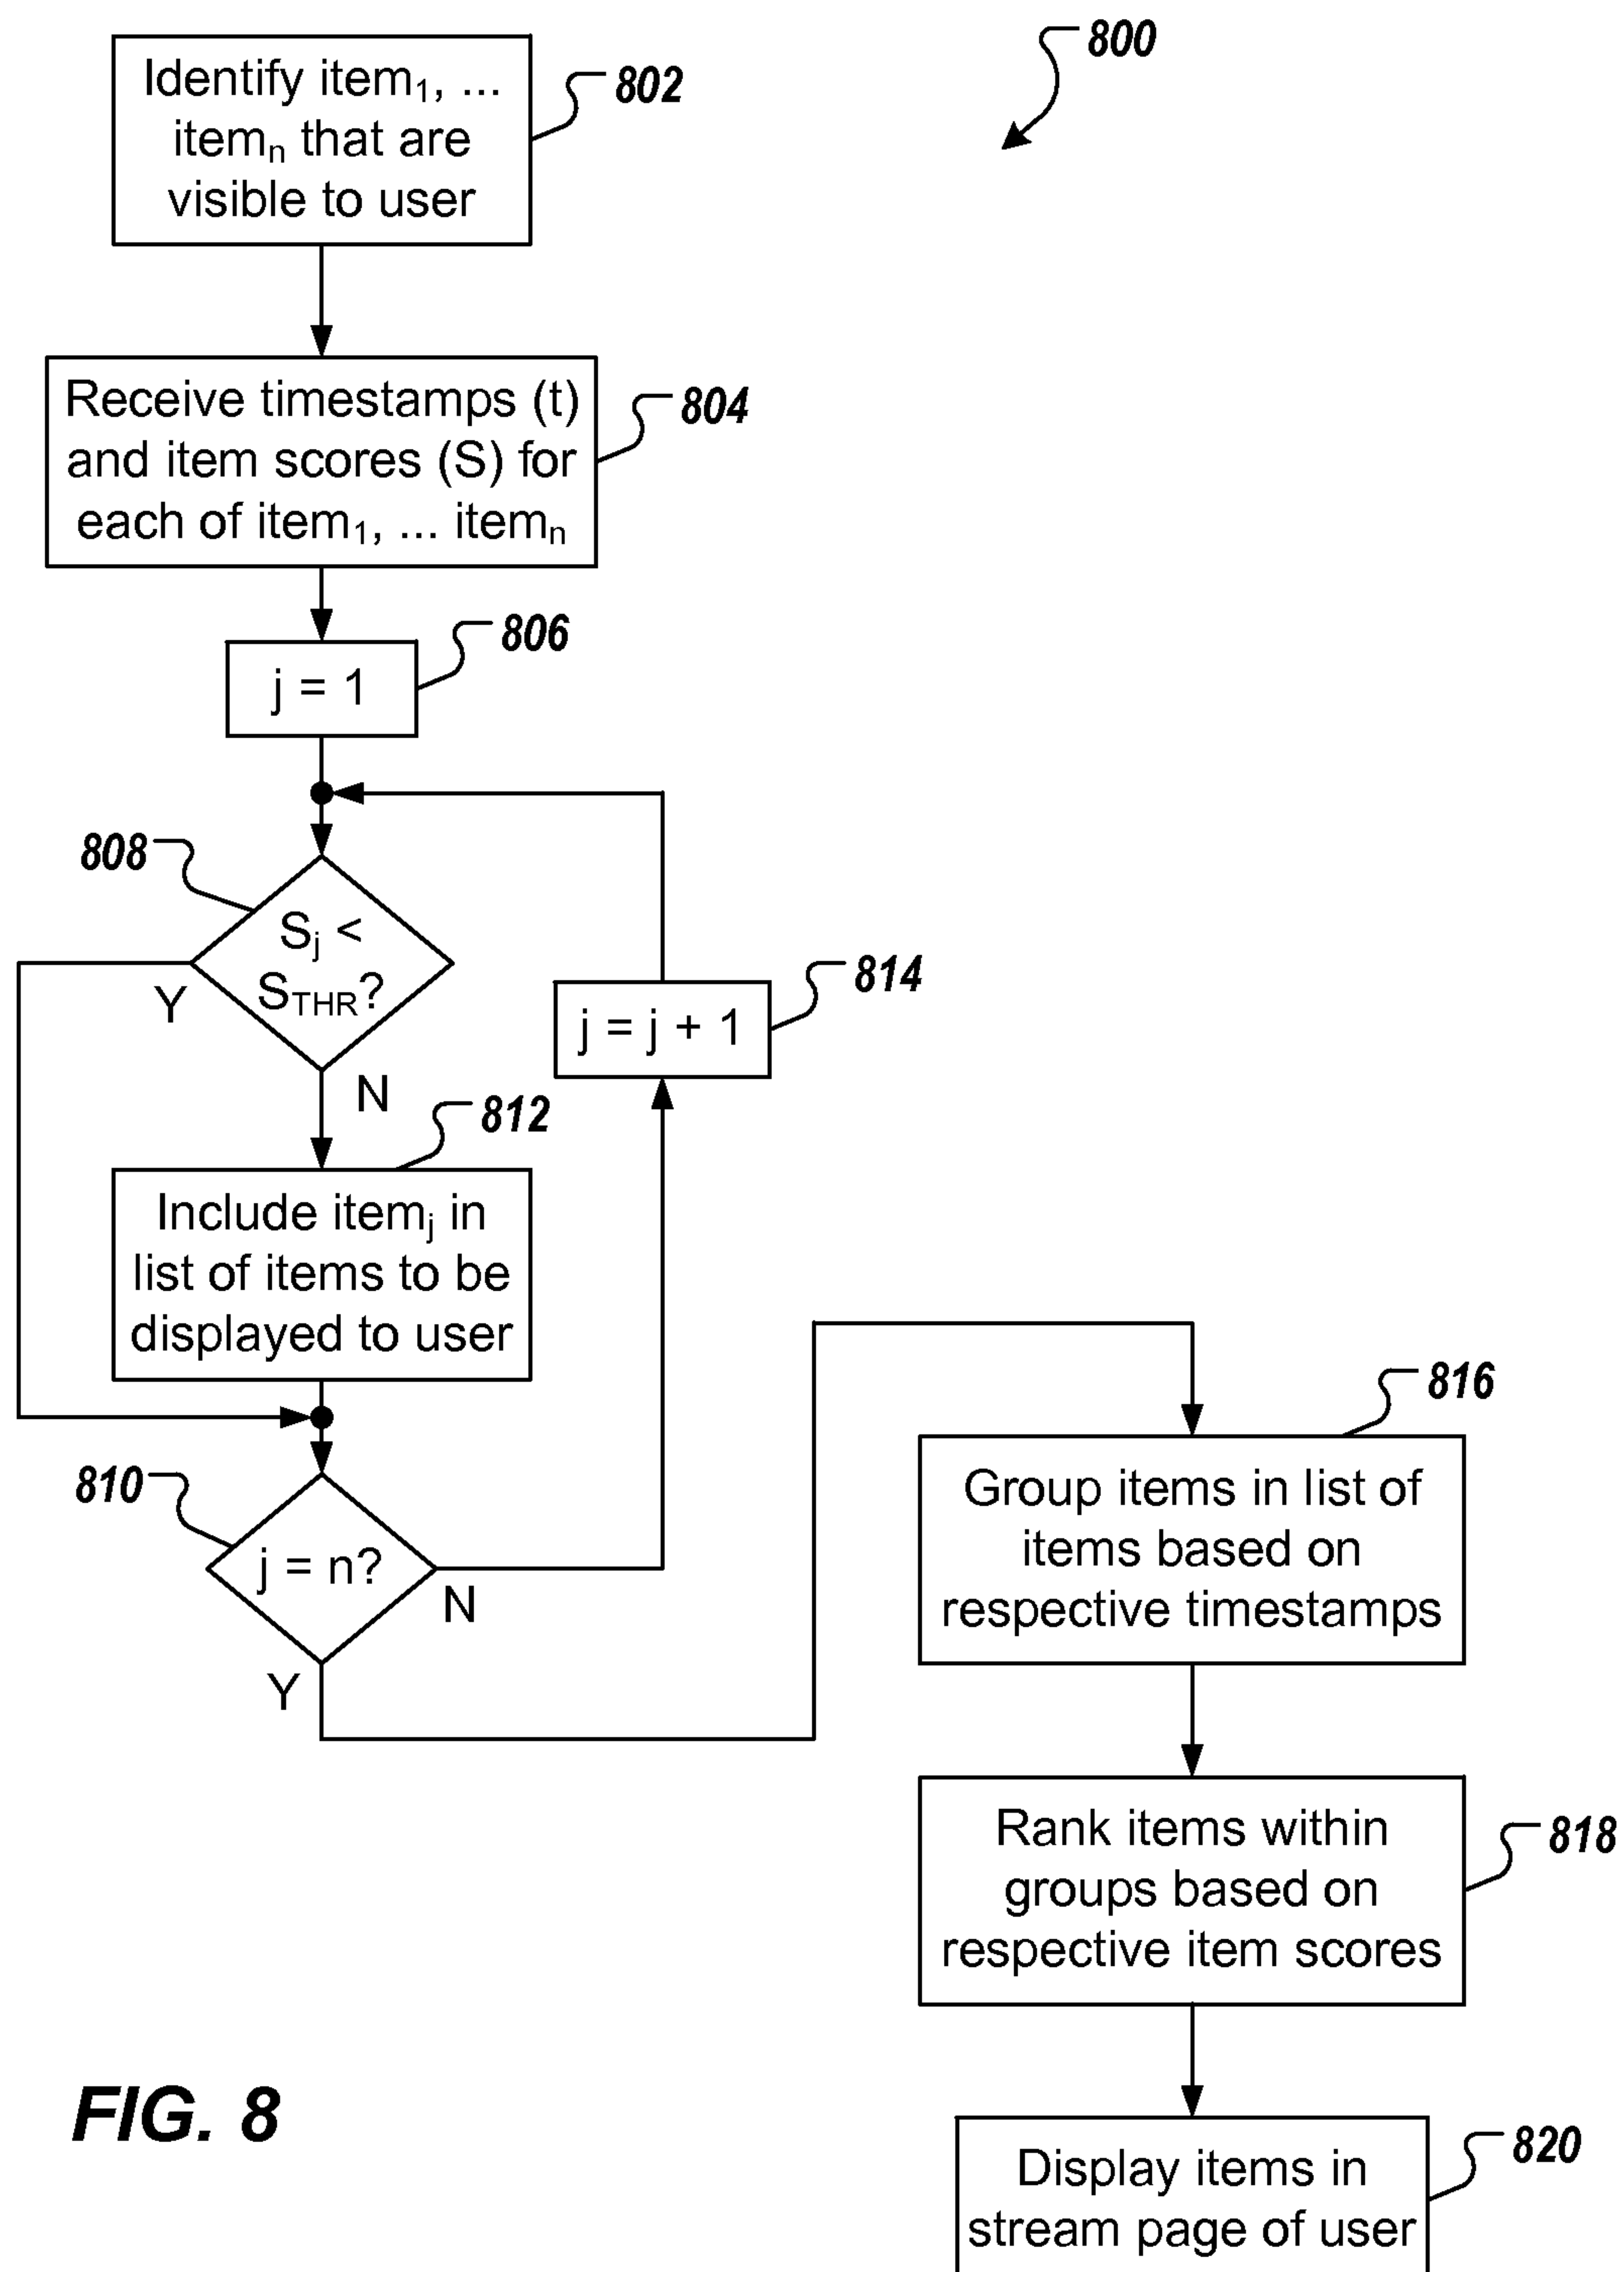 800
Identify item₁, ...
itemₙ that are
visible to user
802
Receive timestamps (t)
and item scores (S) for
each of item₁, ... itemₙ
804
j = 1
806
808
Sⱼ <
S_THR?
Y
N
j = j + 1
814
812
Include itemⱼ in
list of items to be
displayed to user
810
j = n?
N
Y
816
Group items in list of
items based on
respective timestamps
Rank items within
groups based on
respective item scores
818
Display items in
stream page of user
820
FIG. 8